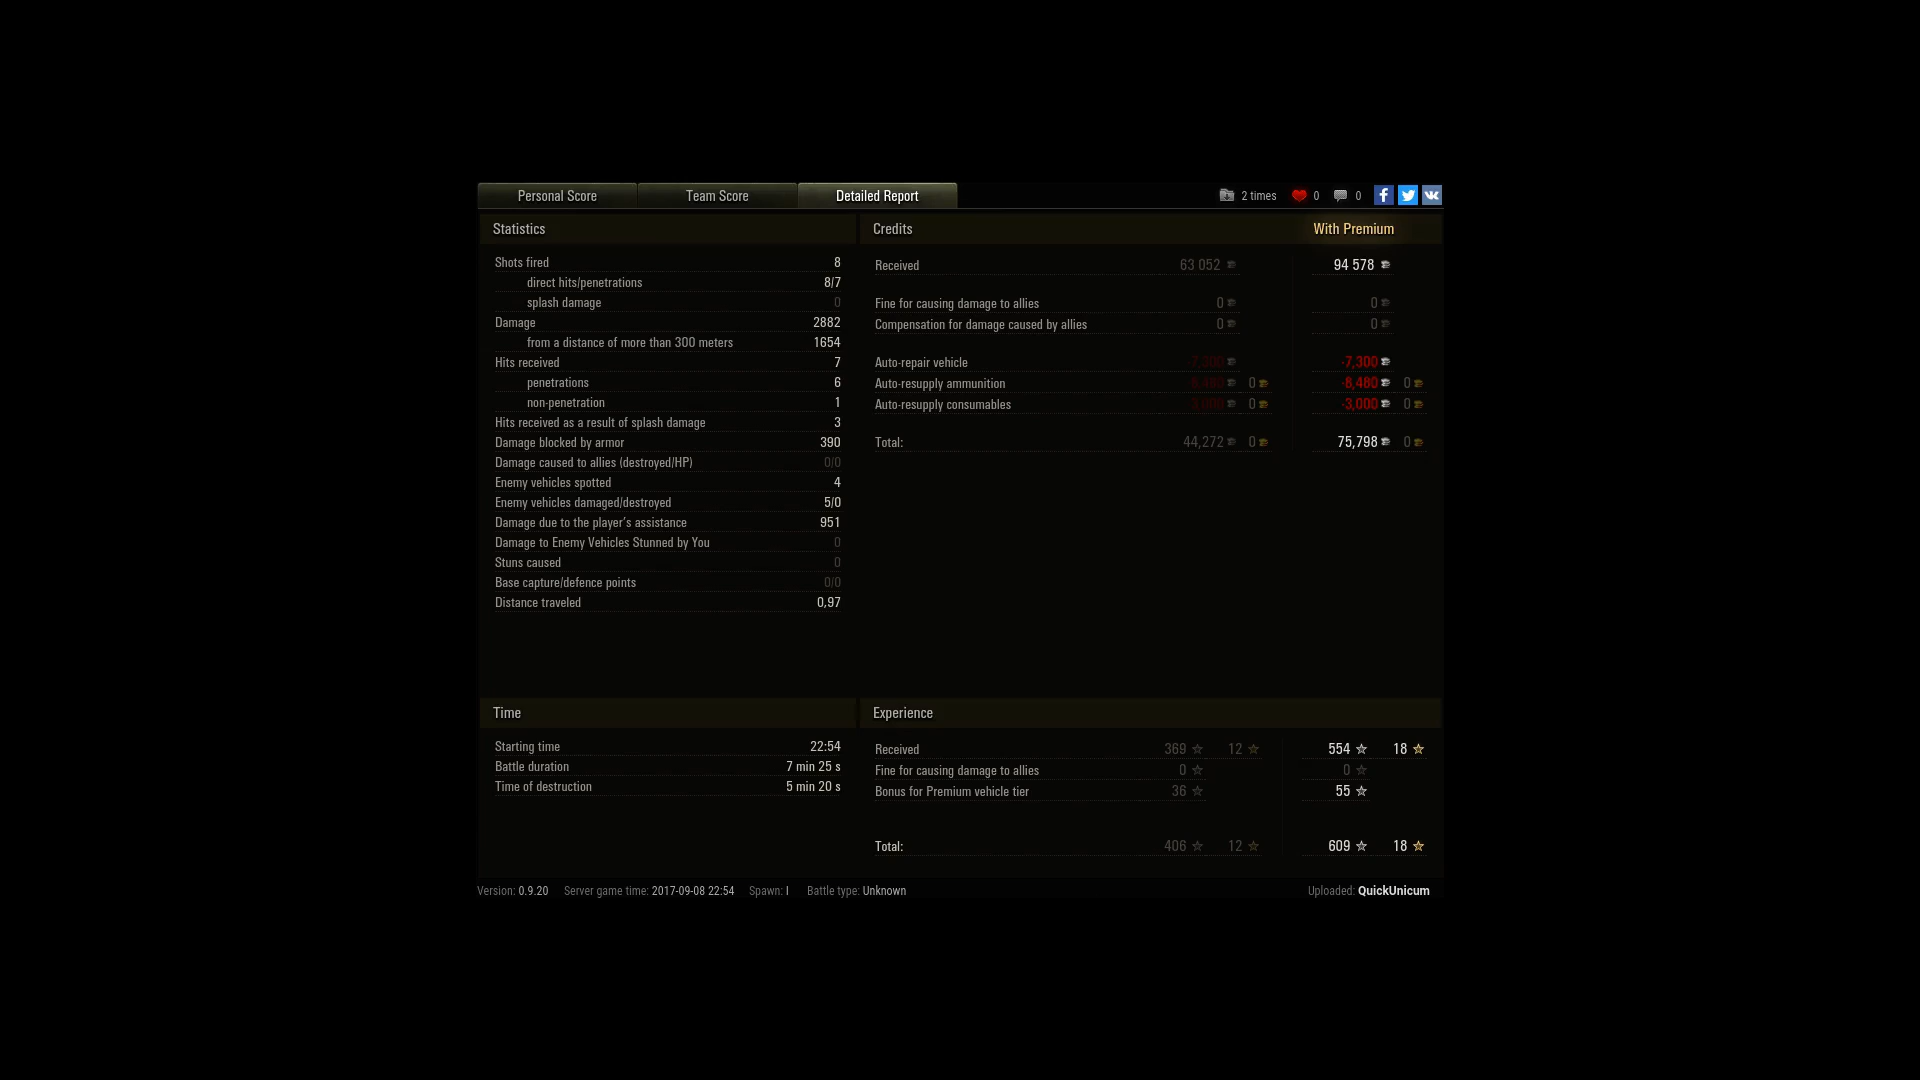 Personal Score
Team Score
Detailed Report
2 times
0
0
Statistics
Shots fired 8
direct hits/penetrations 8/7
splash damage 0
Damage 2882
from a distance of more than 300 meters 1654
Hits received 7
penetrations 6
non-penetration 1
Hits received as a result of splash damage 3
Damage blocked by armor 390
Damage caused to allies (destroyed/HP) 0/0
Enemy vehicles spotted 4
Enemy vehicles damaged/destroyed 5/0
Damage due to the player's assistance 951
Damage to Enemy Vehicles Stunned by You 0
Stuns caused 0
Base capture/defence points 0/0
Distance traveled 0,97
Credits With Premium
Received 63 052 94 578
Fine for causing damage to allies 0 0
Compensation for damage caused by allies 0 0
Auto-repair vehicle -7,300 -7,300
Auto-resupply ammunition -8,480 0 -8,480 0
Auto-resupply consumables -3,000 0 -3,000 0
Total: 44,272 0 75,798 0
Time
Starting time 22:54
Battle duration 7 min 25 s
Time of destruction 5 min 20 s
Experience
Received 369 12 554 18
Fine for causing damage to allies 0 0
Bonus for Premium vehicle tier 36 55
Total: 406 12 609 18
Version: 0.9.20 Server game time: 2017-09-08 22:54 Spawn: I Battle type: Unknown
Uploaded: QuickUnicum